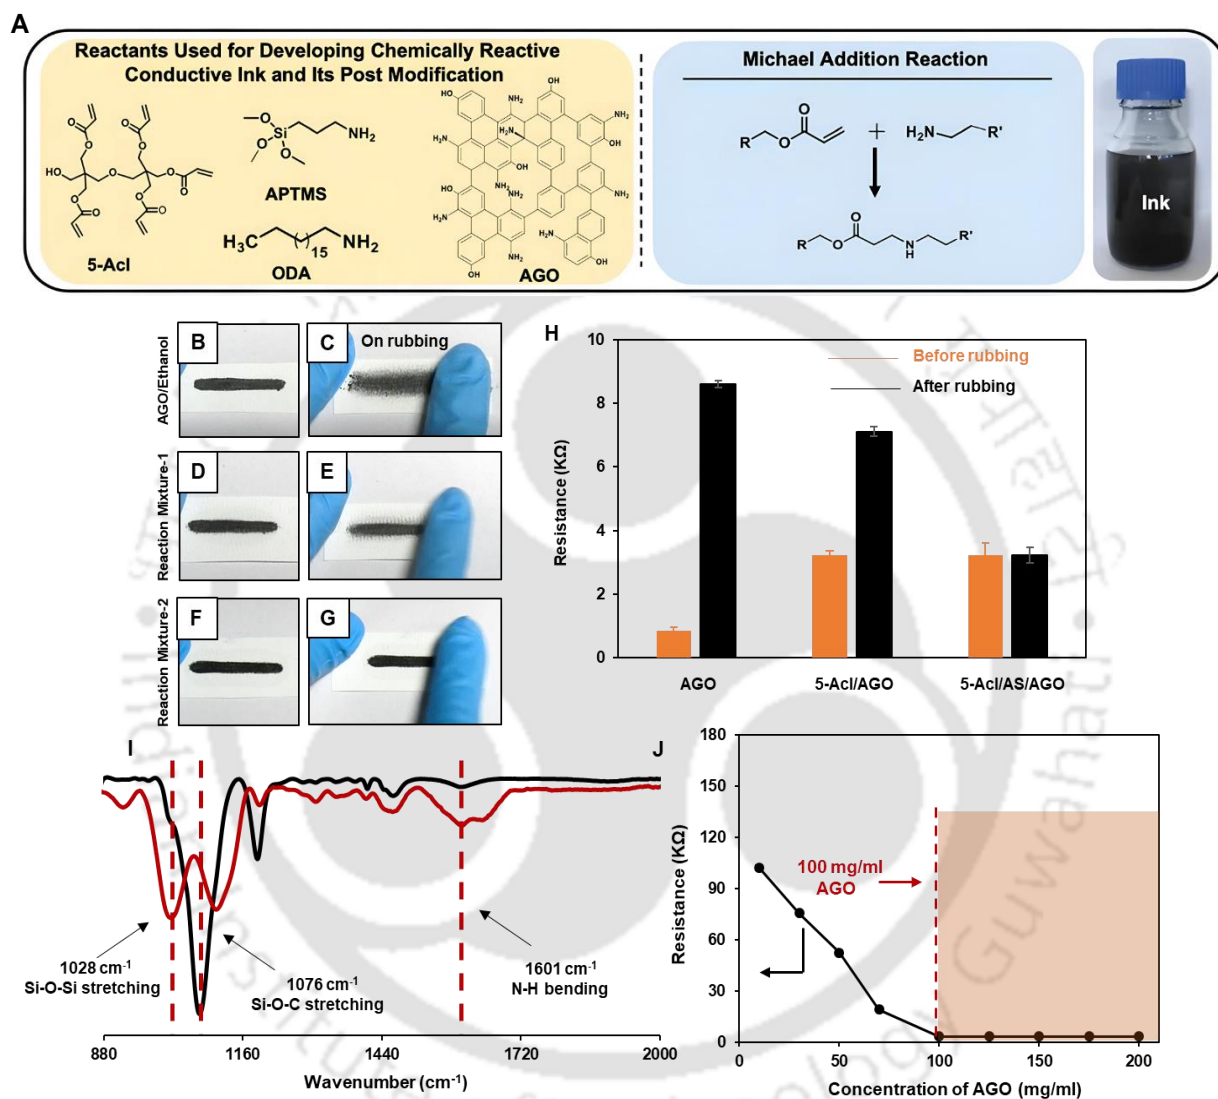 A
Reactants Used for Developing Chemically Reactive
Conductive Ink and Its Post Modification
5-Acl
APTMS
H₃C
15
NH₂
ODA
AGO
Michael Addition Reaction
Ink
B
C
On rubbing
AGO/Ethanol
D
E
Reaction Mixture-1
F
G
Reaction Mixture-2
H
Before rubbing
After rubbing
Resistance (KΩ)
10
8
6
4
2
0
AGO
5-Acl/AGO
5-Acl/AS/AGO
I
1028 cm⁻¹
Si-O-Si stretching
1076 cm⁻¹
Si-O-C stretching
1601 cm⁻¹
N-H bending
880
1160
1440
1720
2000
Wavenumber (cm⁻¹)
J
Resistance (KΩ)
180
150
120
90
60
30
0
100 mg/ml
AGO
0
50
100
150
200
Concentration of AGO (mg/ml)
Guwahati